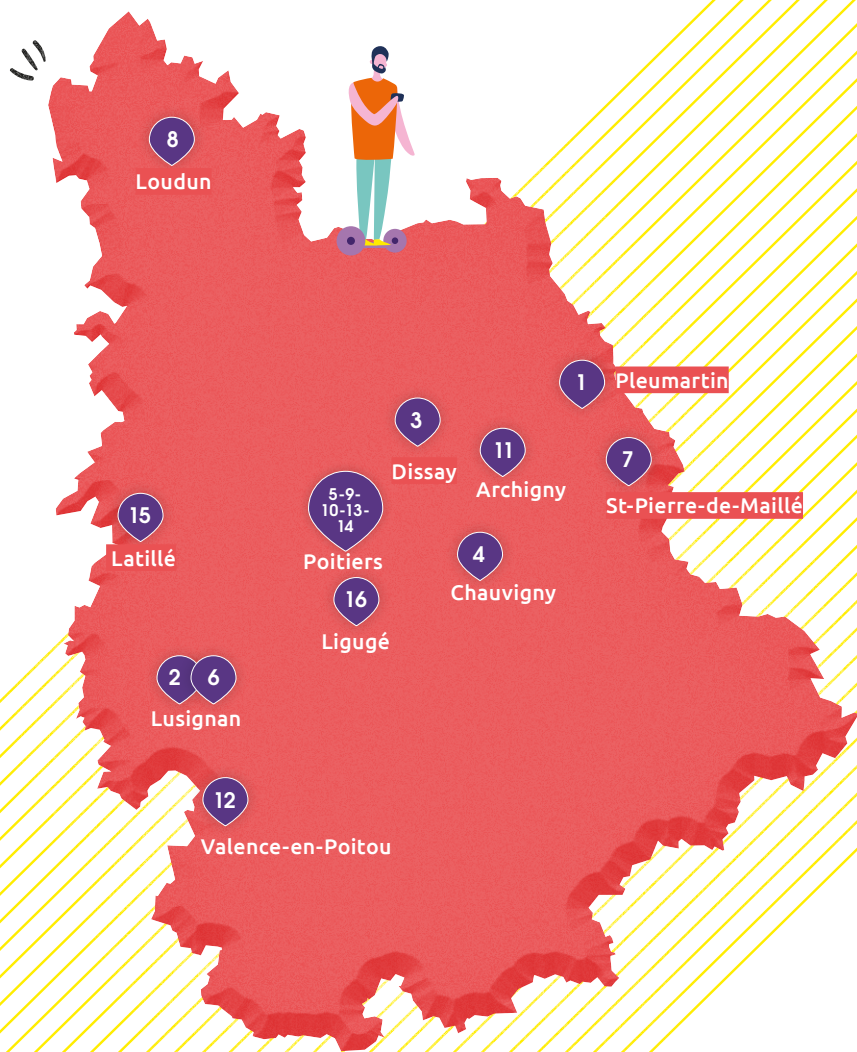 8
Loudun
1
Pleumartin
3
Dissay
11
Archigny
7
St-Pierre-de-Maillé
5-9-
10-13-
14
Poitiers
15
Latillé
4
Chauvigny
16
Ligugé
2
6
Lusignan
12
Valence-en-Poitou